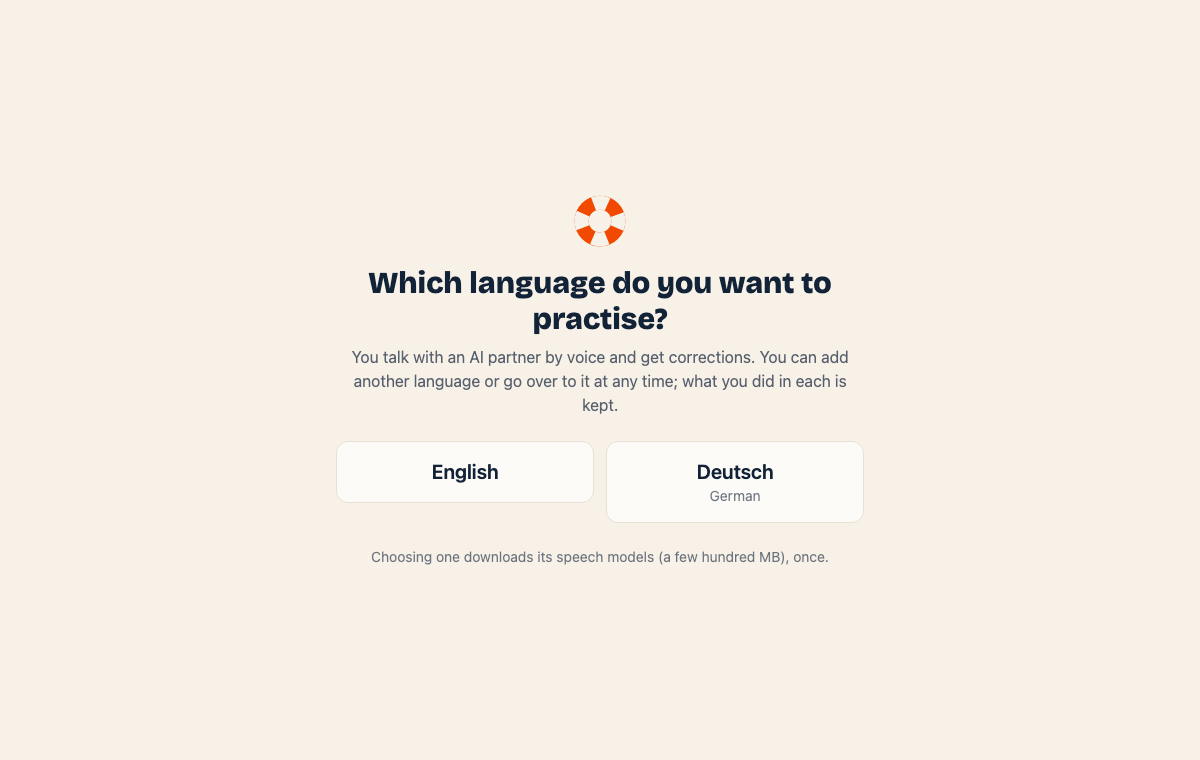 Which language do you want to
practise?
You talk with an AI partner by voice and get corrections. You can add
another language or go over to it at any time; what you did in each is
kept.
English
Deutsch
German
Choosing one downloads its speech models (a few hundred MB), once.